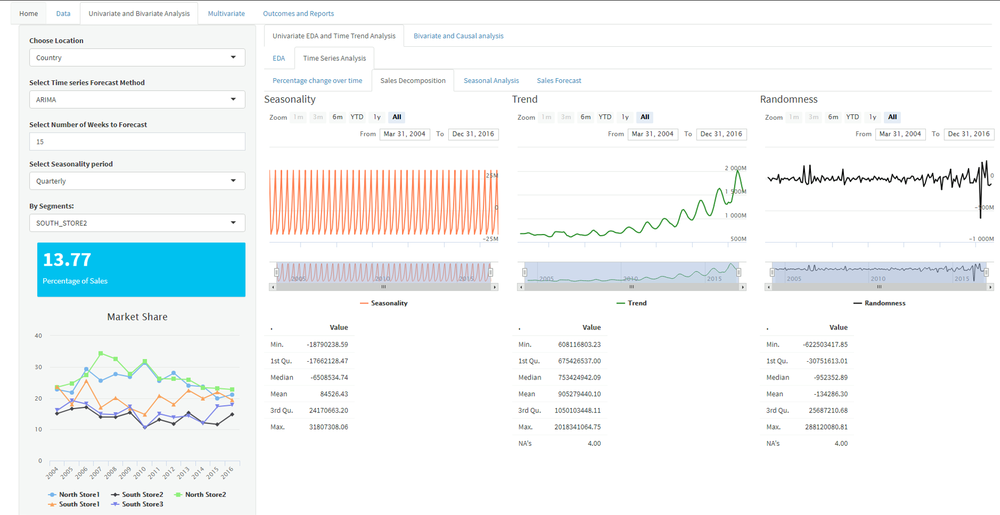 Home Data Univariate and Bivariate Analysis Multivariate Outcomes and Reports
Choose Location
Country
Select Time series Forecast Method
ARIMA
Select Number of Weeks to Forecast
15
Select Seasonality period
Quarterly
By Segments:
SOUTH_STORE2
13.77
Percentage of Sales
Market Share
40
30
20
10
0
2004 2005 2006 2007 2008 2009 2010 2011 2012 2013 2014 2015 2016
North Store1 South Store2 North Store2
South Store1 South Store3
Univariate EDA and Time Trend Analysis Bivariate and Causal analysis
EDA Time Series Analysis
Percentage change over time Sales Decomposition Seasonal Analysis Sales Forecast
Seasonality
Zoom 1m 3m 6m YTD 1y All
From Mar 31, 2004 To Dec 31, 2016
25M
0
-25M
2005 2010 2015
Seasonality
. Value
Min. -18790238.59
1st Qu. -17662128.47
Median -6508534.74
Mean 84526.43
3rd Qu. 24170663.20
Max. 31807308.06
Trend
Zoom 1m 3m 6m YTD 1y All
From Mar 31, 2004 To Dec 31, 2016
2 000M
1 500M
1 000M
500M
2005 2010 2015
Trend
. Value
Min. 608116803.23
1st Qu. 675426537.00
Median 753424942.09
Mean 905279440.10
3rd Qu. 1050103448.11
Max. 2018341064.75
NA's 4.00
Randomness
Zoom 1m 3m 6m YTD 1y All
From Mar 31, 2004 To Dec 31, 2016
0
-500M
-1 000M
2005 2010 2015
Randomness
. Value
Min. -622503417.85
1st Qu. -30751613.01
Median -952352.89
Mean -134286.30
3rd Qu. 25687210.68
Max. 288120080.81
NA's 4.00